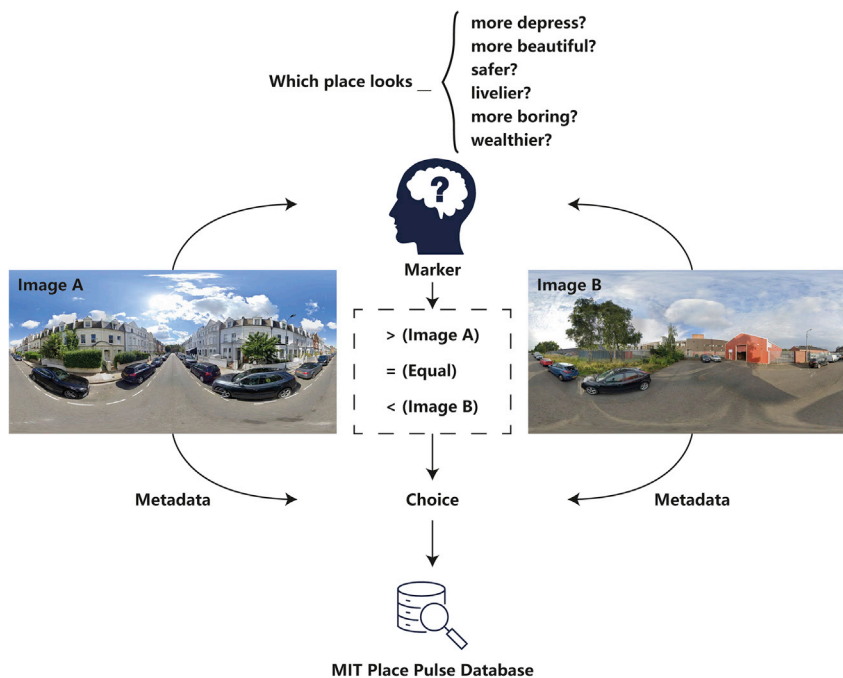 more depress?
more beautiful?
Which place looks __
safer?
livelier?
more boring?
wealthier?
?
Marker
Image A
Image B
> (Image A)
= (Equal)
< (Image B)
Metadata
Choice
Metadata
MIT Place Pulse Database